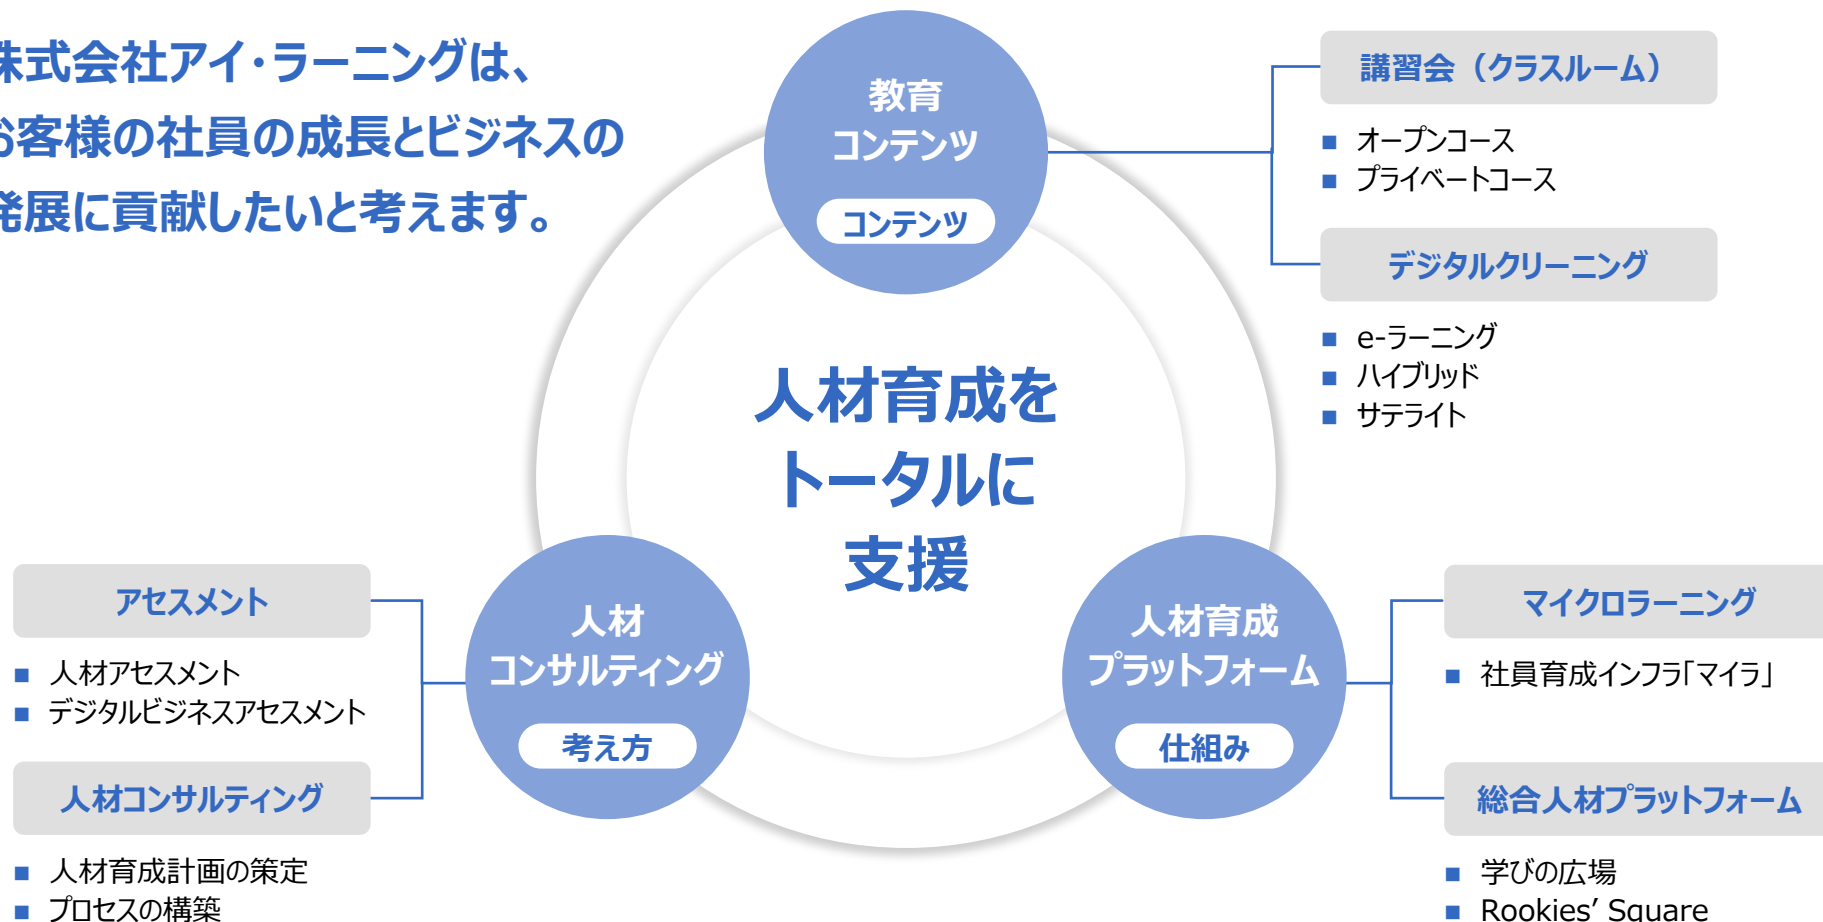 株式会社アイ・ラーニングは、
お客様の社員の成長とビジネスの
発展に貢献したいと考えます。
教育
コンテンツ
コンテンツ
講習会（クラスルーム）
■ オープンコース
■ プライベートコース
デジタルクリーニング
■ e-ラーニング
■ ハイブリッド
■ サテライト
人材育成を
トータルに
支援
アセスメント
■ 人材アセスメント
■ デジタルビジネスアセスメント
人材コンサルティング
■ 人材育成計画の策定
■ プロセスの構築
人材
コンサルティング
考え方
人材育成
プラットフォーム
仕組み
マイクロラーニング
■ 社員育成インフラ「マイラ」
総合人材プラットフォーム
■ 学びの広場
■ Rookies’ Square